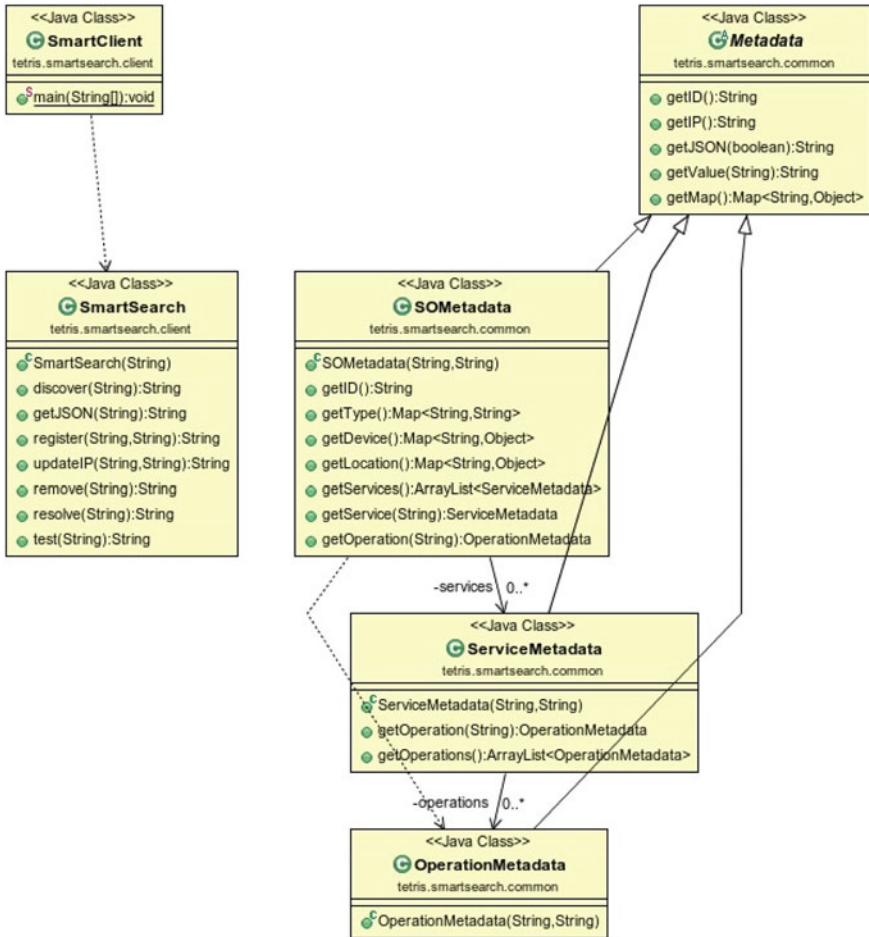 <<Java Class>>
SmartClient
tetris.smartsearch.client
main(String[]):void
<<Java Class>>
Metadata
tetris.smartsearch.common
getID():String
getIP():String
getJSON(boolean):String
getValue(String):String
getMap():Map<String,Object>
<<Java Class>>
SmartSearch
tetris.smartsearch.client
SmartSearch(String)
discover(String):String
getJSON(String):String
register(String,String):String
updateIP(String,String):String
remove(String):String
resolve(String):String
test(String):String
<<Java Class>>
SOMetadata
tetris.smartsearch.common
SOMetadata(String,String)
getID():String
getType():Map<String,String>
getDevice():Map<String,Object>
getLocation():Map<String,Object>
getServices():ArrayList<ServiceMetadata>
getService(String):ServiceMetadata
getOperation(String):OperationMetadata
-services 0..*
<<Java Class>>
ServiceMetadata
tetris.smartsearch.common
ServiceMetadata(String,String)
getOperation(String):OperationMetadata
getOperations():ArrayList<OperationMetadata>
-operations 0..*
<<Java Class>>
OperationMetadata
tetris.smartsearch.common
OperationMetadata(String,String)